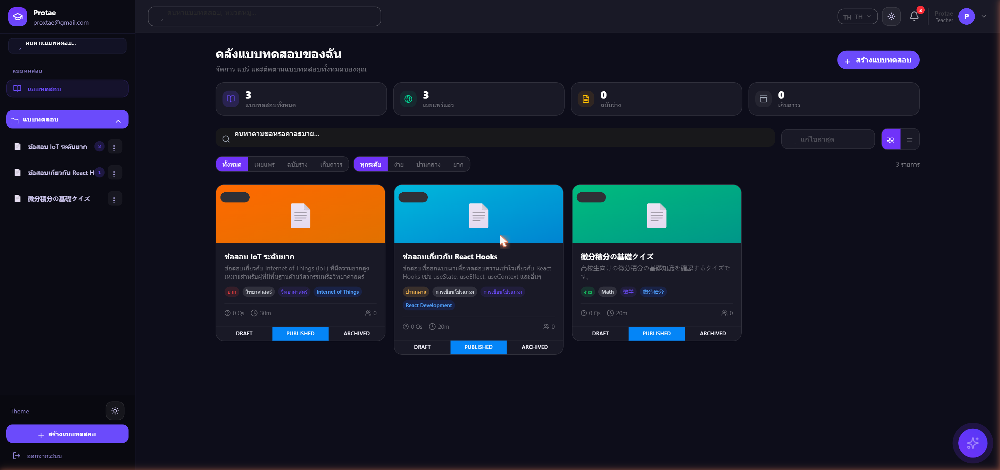 Protae
proxtae@gmail.com
ค้นหาแบบทดสอบ...
แบบทดสอบ
แบบทดสอบ
แบบทดสอบ
ข้อสอบ IoT ระดับยาก 8
ข้อสอบเกี่ยวกับ React H 1
微分積分の基礎クイズ
Theme
สร้างแบบทดสอบ
ออกจากระบบ
ค้นหาแบบทดสอบ, หมวดหมู่...
TH TH
3
Protae
Teacher
P
คลังแบบทดสอบของฉัน
จัดการ แชร์ และติดตามแบบทดสอบทั้งหมดของคุณ
สร้างแบบทดสอบ
3
แบบทดสอบทั้งหมด
3
เผยแพร่แล้ว
0
ฉบับร่าง
0
เก็บถาวร
ค้นหาตามชื่อหรือคำอธิบาย...
แก้ไขล่าสุด
ทั้งหมด เผยแพร่ ฉบับร่าง เก็บถาวร
ทุกระดับ ง่าย ปานกลาง ยาก
3 รายการ
ข้อสอบ IoT ระดับยาก
ข้อสอบเกี่ยวกับ Internet of Things (IoT) ที่มีความยากสูง
เหมาะสำหรับผู้ที่มีพื้นฐานด้านวิศวกรรมหรือวิทยาศาสตร์
ยาก วิทยาศาสตร์ วิทยาศาสตร์ Internet of Things
0 Qs 30m 0
DRAFT PUBLISHED ARCHIVED
ข้อสอบเกี่ยวกับ React Hooks
ข้อสอบที่ออกแบบมาเพื่อทดสอบความเข้าใจเกี่ยวกับ React
Hooks เช่น useState, useEffect, useContext และอื่นๆ
ปานกลาง การเขียนโปรแกรม การเขียนโปรแกรม
React Development
0 Qs 20m 0
DRAFT PUBLISHED ARCHIVED
微分積分の基礎クイズ
高校生向けの微分積分の基礎知識を確認するクイズで
す。
ง่าย Math 数学 微分積分
0 Qs 20m 0
DRAFT PUBLISHED ARCHIVED